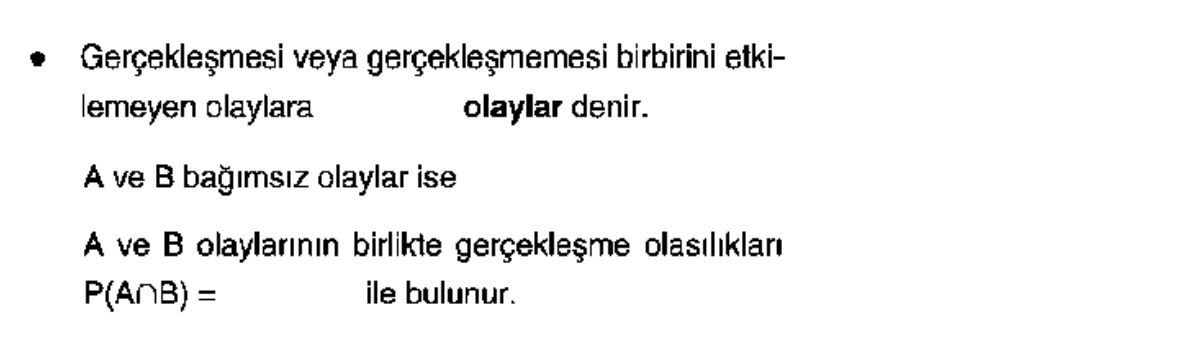 • Gerçekleşmesi veya gerçekleşmemesi birbirini etki-
lemeyen olaylara olaylar denir.
A ve B bağımsız olaylar ise
A ve B olaylarının birlikte gerçekleşme olasılıkları
P(A∩B) = ile bulunur.